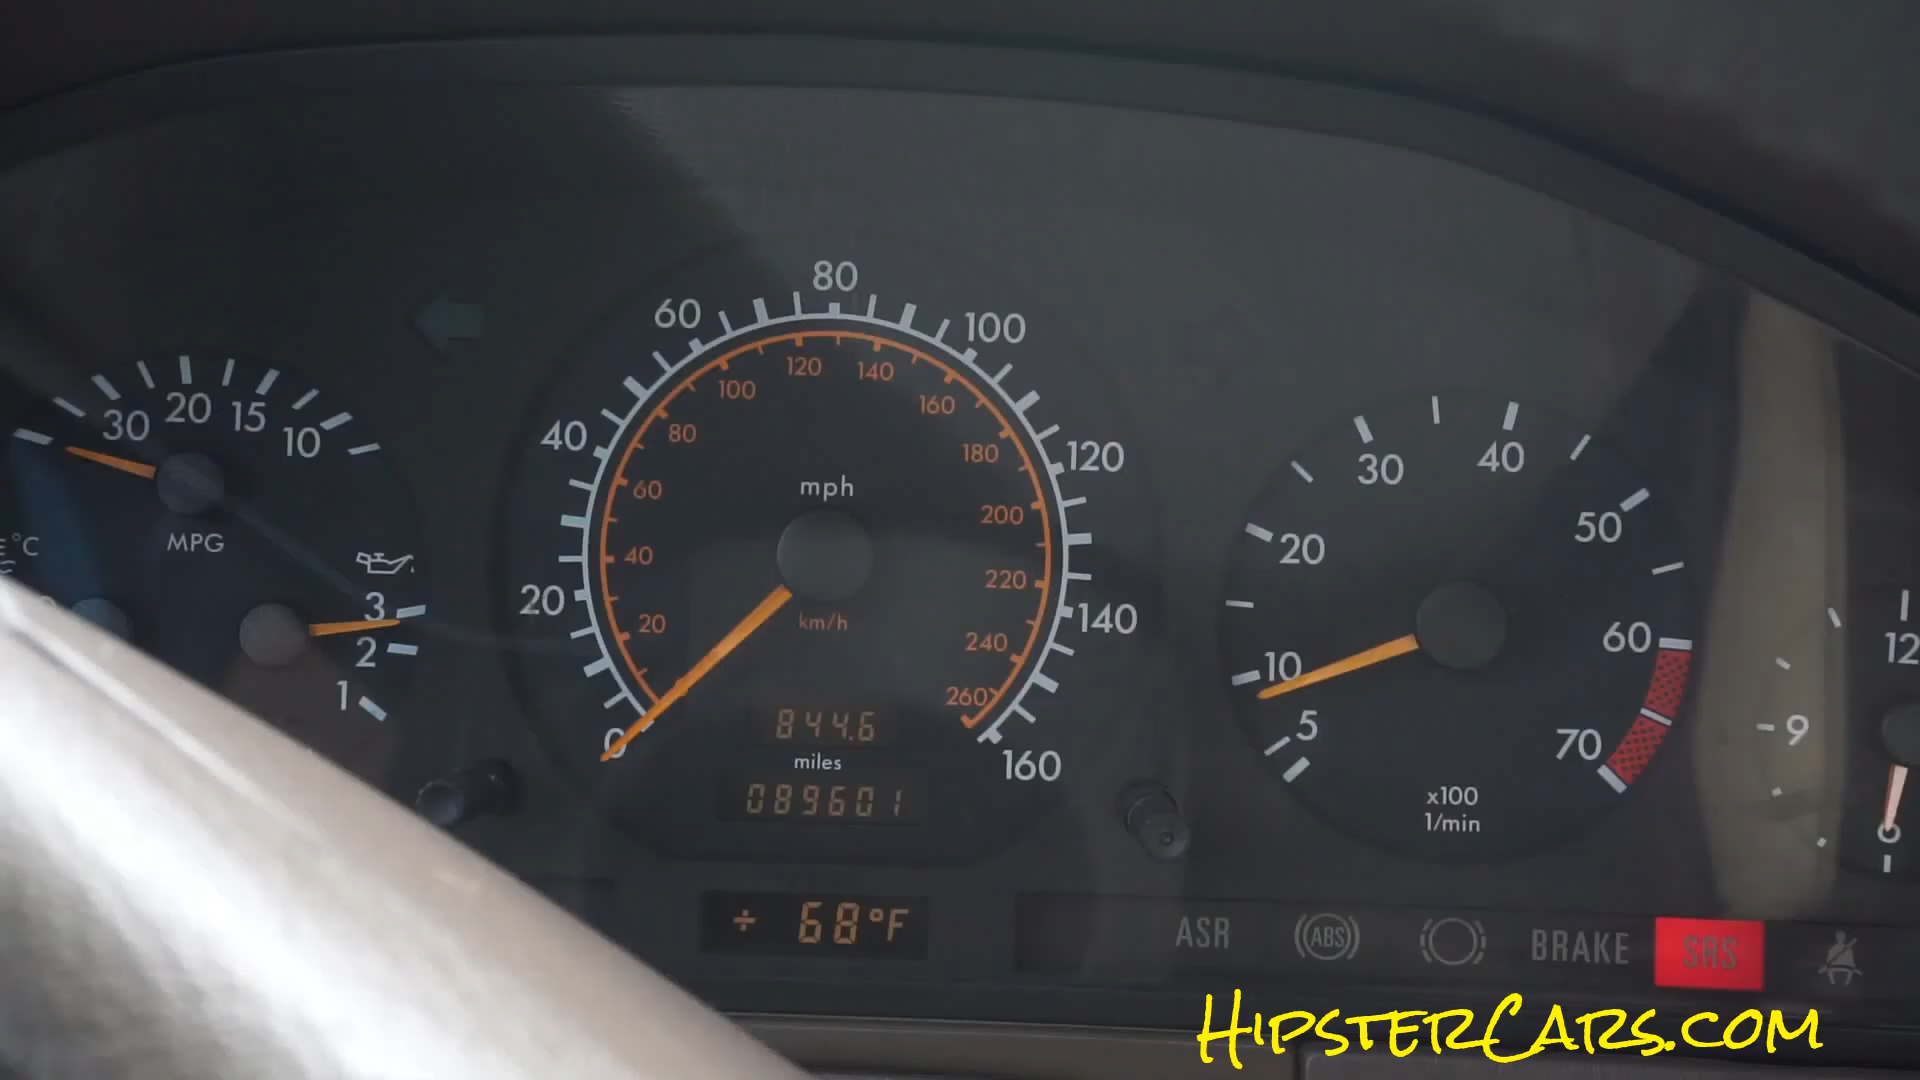 30 20 15 10
MPG
°C
3
2
1
0 20 40 60 80 100 120 140 160
mph
20 40 60 80 100 120 140 160 180 200 220 240 260
km/h
844.6
miles
089601
÷ 68°F
5 10 20 30 40 50 60 70
x100
1/min
12
9
6
ASR ABS BRAKE SRS
HipsterCars.com